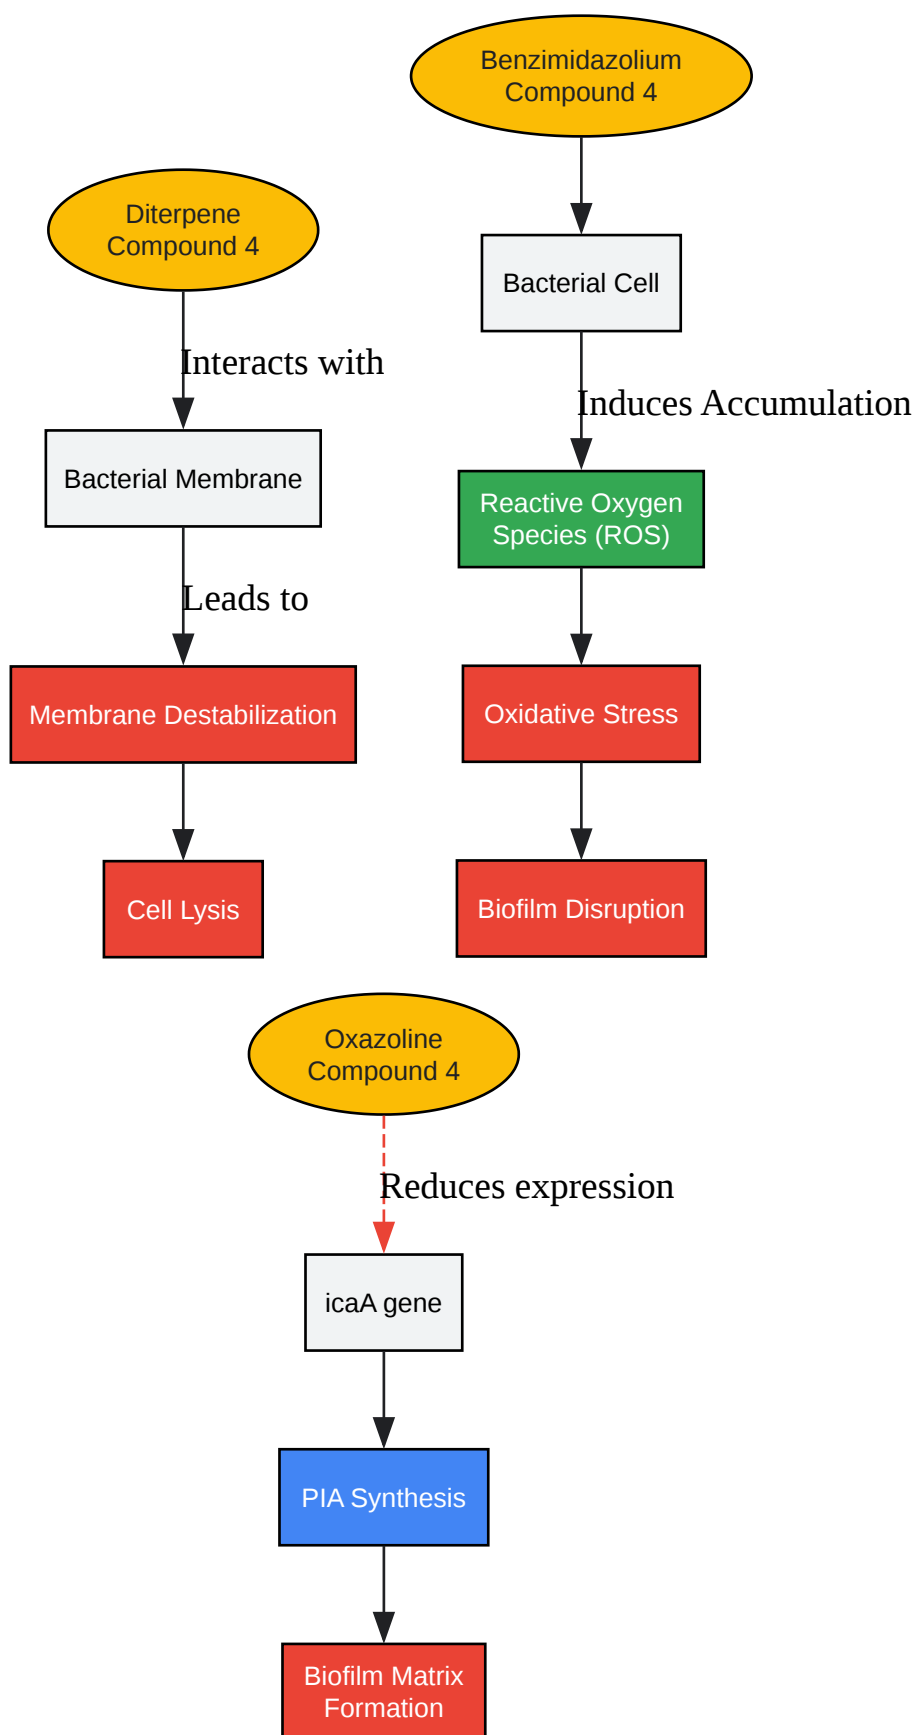 Benzimidazolium
Compound 4
Diterpene
Compound 4
Bacterial Cell
Interacts with
Induces Accumulation
Bacterial Membrane
Reactive Oxygen
Species (ROS)
Leads to
Membrane Destabilization
Oxidative Stress
Cell Lysis
Biofilm Disruption
Oxazoline
Compound 4
Reduces expression
icaA gene
PIA Synthesis
Biofilm Matrix
Formation